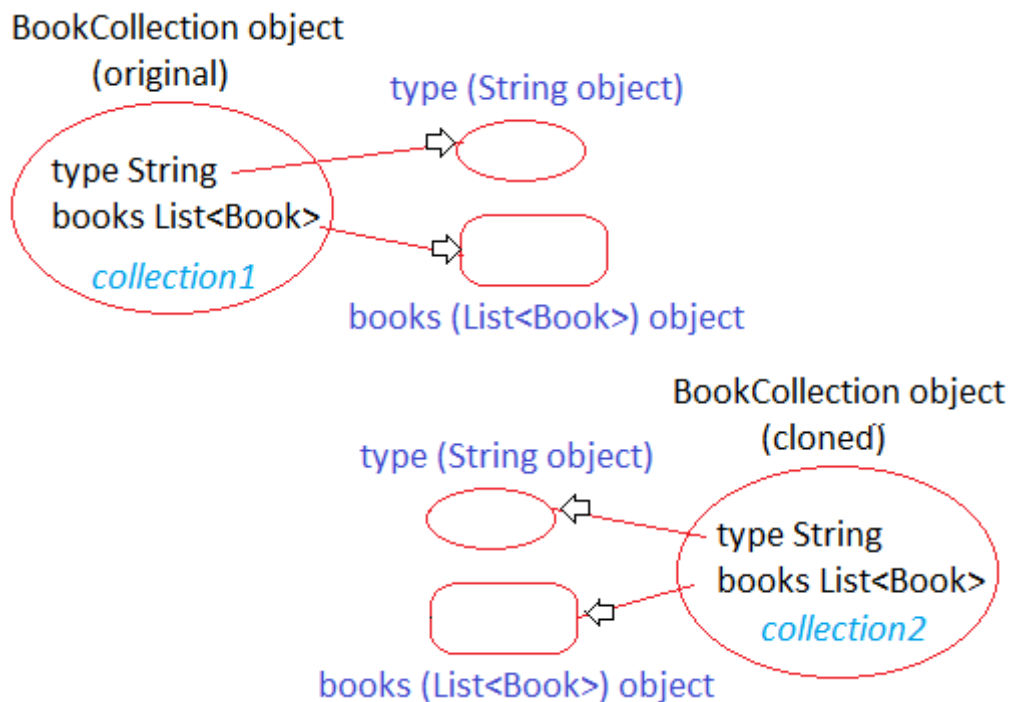 BookCollection object
(original)
type (String object)
type String
books List<Book>
collection1
books (List<Book>) object
BookCollection object
(cloned)
type (String object)
type String
books List<Book>
collection2
books (List<Book>) object